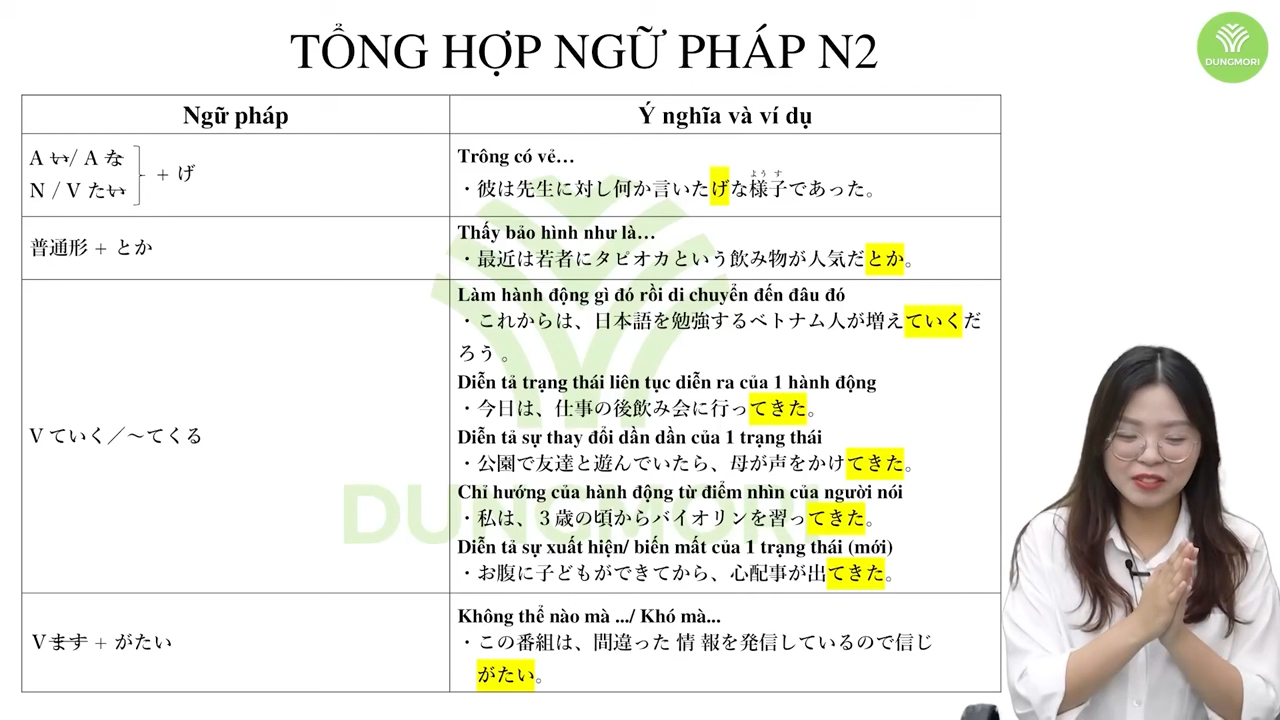 TỔNG HỢP NGỮ PHÁP N2
DUNGMORI
Ngữ pháp
Ý nghĩa và ví dụ
A い/ A な
N / V たい
+ げ
Trông có vẻ…
・彼は先生に対し何か言いたげな様子であった。
よう す
普通形 + とか
Thấy bảo hình như là…
・最近は若者にタピオカという飲み物が人気だとか。
V ていく／～てくる
Làm hành động gì đó rồi di chuyển đến đâu đó
・これからは、日本語を勉強するベトナム人が増えていくだ
ろう 。
Diễn tả trạng thái liên tục diễn ra của 1 hành động
・今日は、仕事の後飲み会に行ってきた。
Diễn tả sự thay đổi dần dần của 1 trạng thái
・公園で友達と遊んでいたら、母が声をかけてきた。
Chỉ hướng của hành động từ điểm nhìn của người nói
・私は、３歳の頃からバイオリンを習ってきた。
Diễn tả sự xuất hiện/ biến mất của 1 trạng thái (mới)
・お腹に子どもができてから、心配事が出てきた。
Vます + がたい
Không thể nào mà .../ Khó mà...
・この番組は、間違った 情 報を発信しているので信じ
がたい。
DUNGMORI